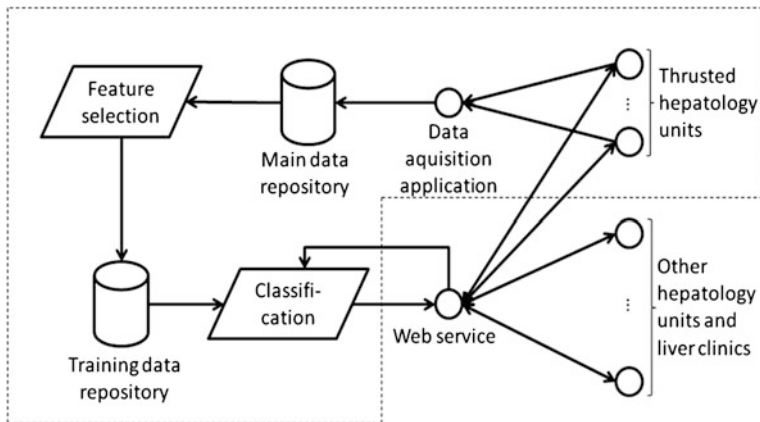 Feature
selection
Main data
repository
Data
aquisition
application
...
Thrusted
hepatology
units
Training data
repository
Classifi-
cation
Web service
...
Other
hepatology
units and
liver clinics